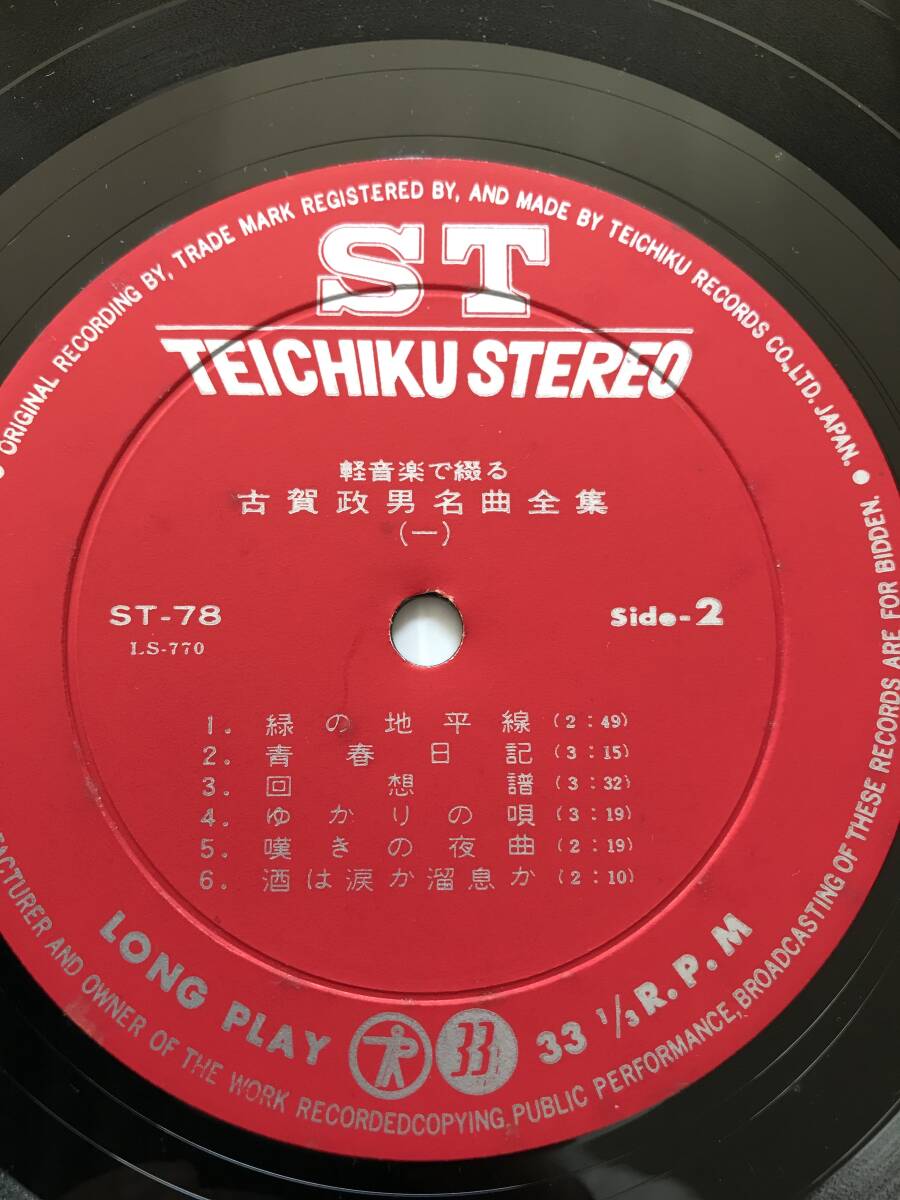 ORIGINAL RECORDING BY, TRADE MARK REGISTERED BY, AND MADE BY TEICHIKU RECORDS CO., LTD. JAPAN.
ST
TEICHIKU STEREO
軽音楽で綴る
古賀政男名曲全集
(一)
ST-78
LS-770
Side-2
1. 緑の地平線 (2:49)
2. 青春日記 (3:15)
3. 回想譜 (3:32)
4. ゆかりの唄 (3:19)
5. 嘆きの夜曲 (2:19)
6. 酒は涙か溜息か (2:10)
LONG PLAY
33
33 1/3 R.P.M
FACTURER AND OWNER OF THE WORK RECORDEDCOPYING, PUBLIC PERFORMANCE, BROADCASTING OF THESE RECORDS ARE FOR BIDDEN.